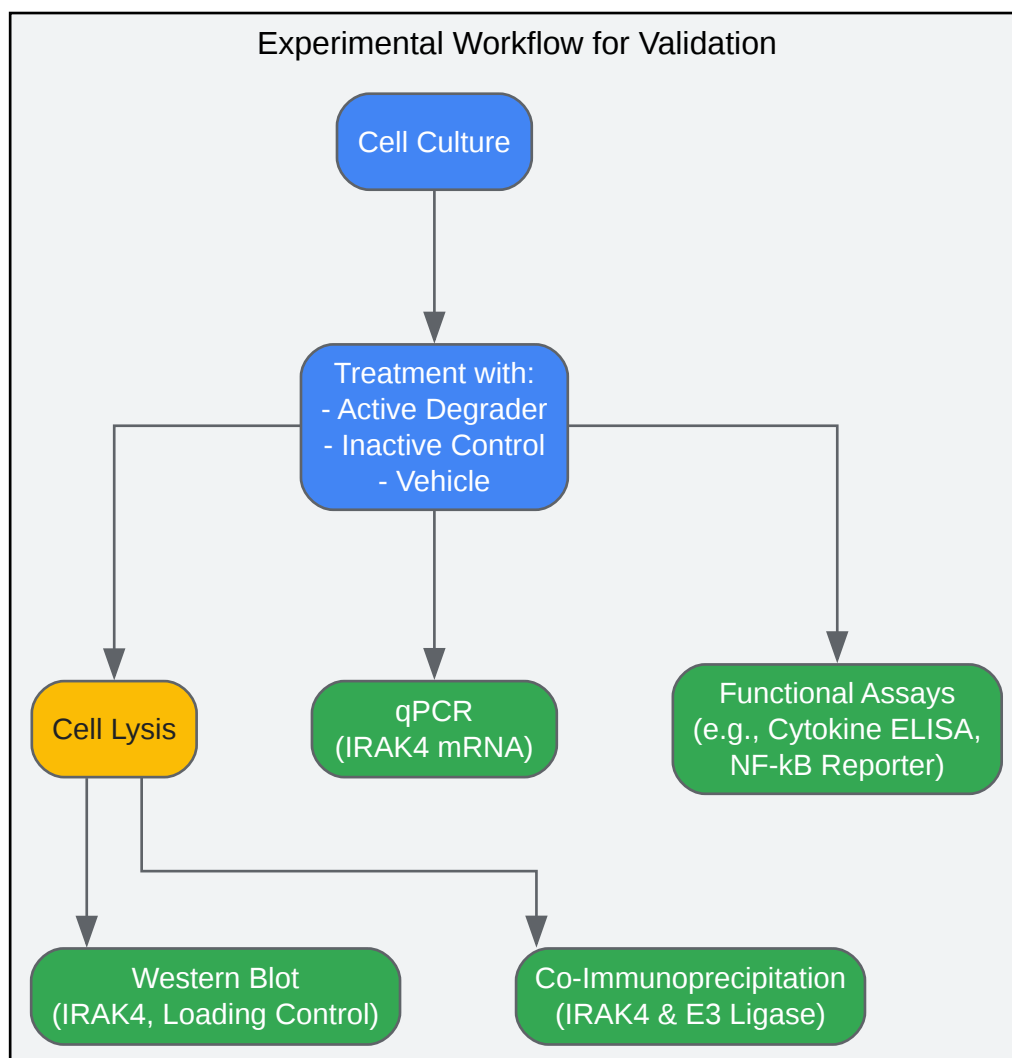 Experimental Workflow for Validation
Cell Culture
Treatment with:
- Active Degrader
- Inactive Control
- Vehicle
Cell Lysis
qPCR
(IRAK4 mRNA)
Functional Assays
(e.g., Cytokine ELISA,
NF-kB Reporter)
Western Blot
(IRAK4, Loading Control)
Co-Immunoprecipitation
(IRAK4 & E3 Ligase)